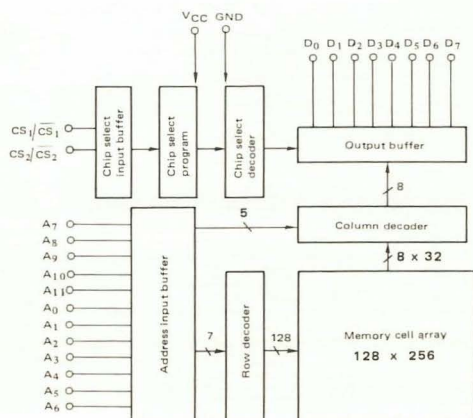 VCC GND
D0 D1 D2 D3 D4 D5 D6 D7
CS1/C̅S̅1̅
CS2/C̅S̅2̅
Chip select
input buffer
Chip select
program
Chip select
decoder
Output buffer
8
Column decoder
5
8 x 32
A7
A8
A9
A10
A11
A0
A1
A2
A3
A4
A5
A6
Address input buffer
7
Row decoder
128
Memory cell array
128 x 256